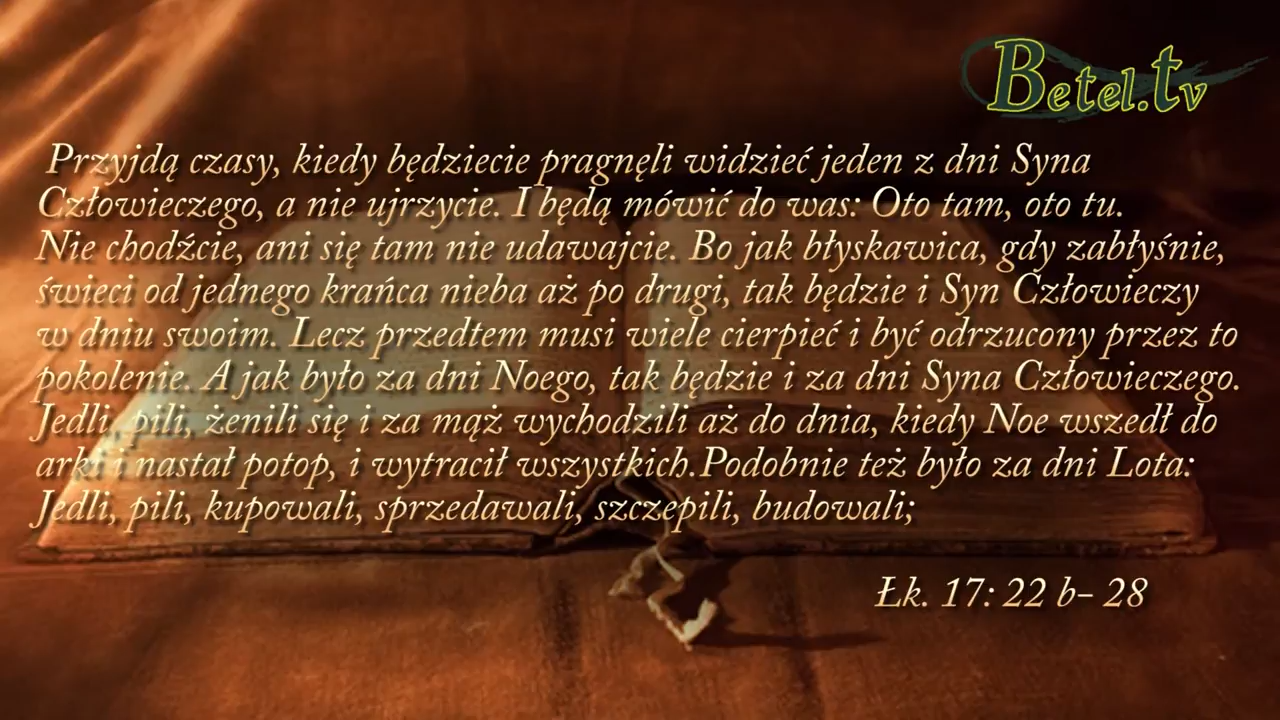 Betel.tv
Przyjdą czasy, kiedy będziecie pragnęli widzieć jeden z dni Syna
Człowieczego, a nie ujrzycie. I będą mówić do was: Oto tam, oto tu.
Nie chodźcie, ani się tam nie udawajcie. Bo jak błyskawica, gdy zabłyśnie,
świeci od jednego krańca nieba aż po drugi, tak będzie i Syn Człowieczy
w dniu swoim. Lecz przedtem musi wiele cierpieć i być odrzucony przez to
pokolenie. A jak było za dni Noego, tak będzie i za dni Syna Człowieczego.
Jedli, pili, żenili się i za mąż wychodzili aż do dnia, kiedy Noe wszedł do
arki i nastał potop, i wytracił wszystkich.Podobnie też było za dni Lota:
Jedli, pili, kupowali, sprzedawali, szczepili, budowali;
Łk. 17: 22 b- 28